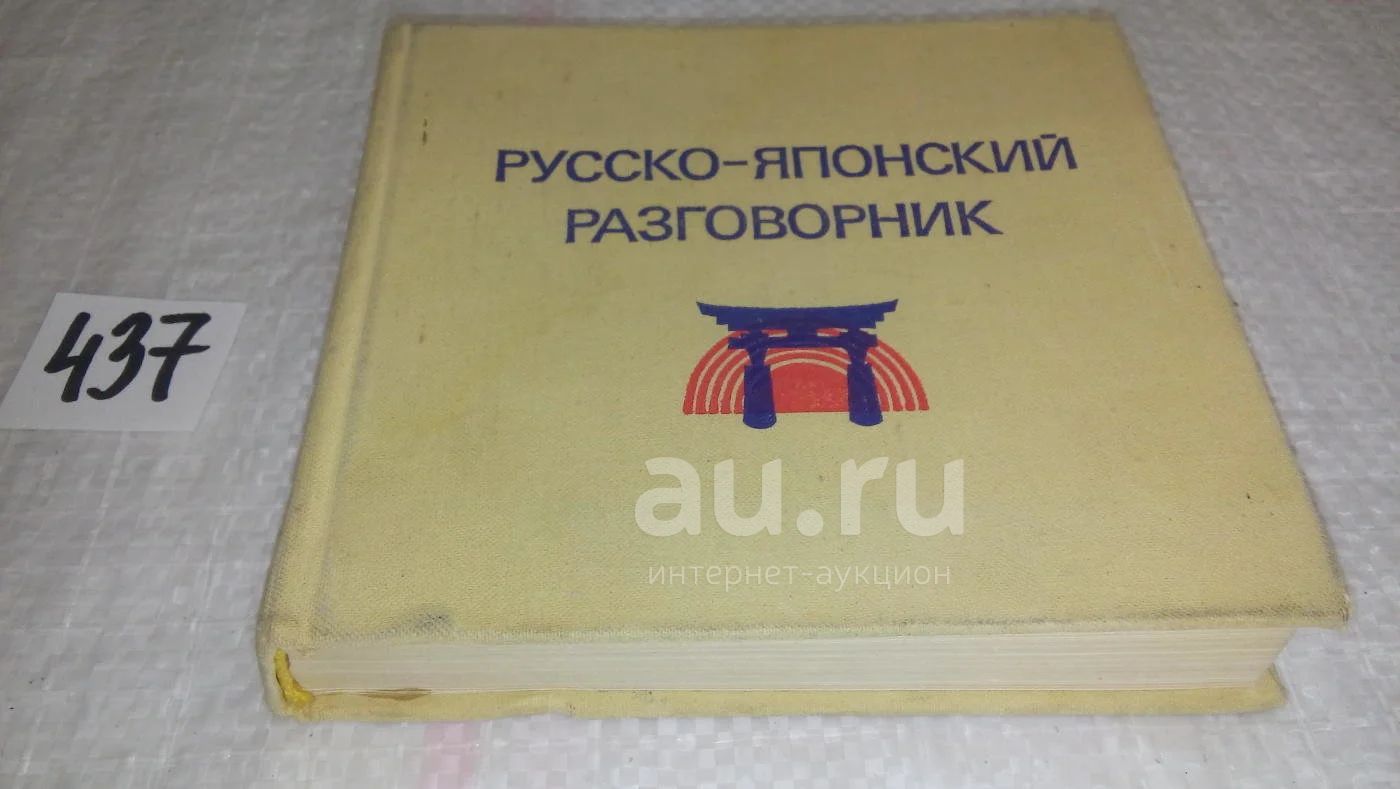 РУССКО-ЯПОНСКИЙ
РАЗГОВОРНИК
437
au.ru
интернет-аукцион